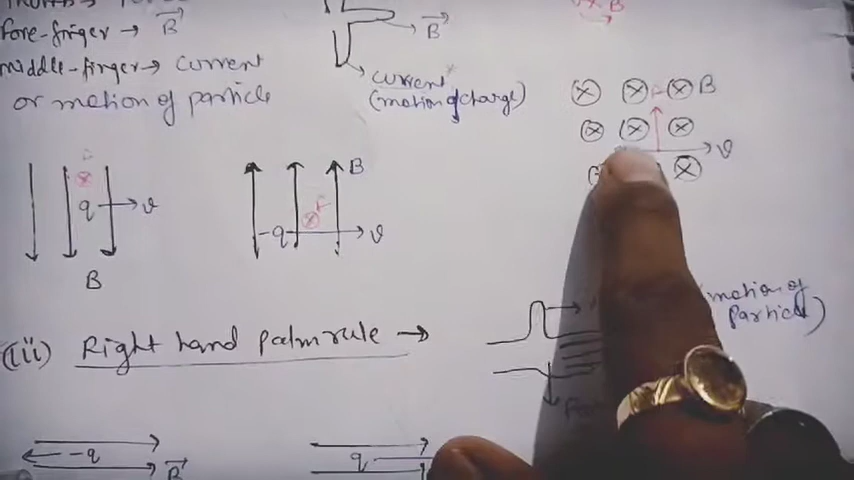 Fore-finger → B
middle-finger → current
or motion of particle
B
current
(motion of charge)
B
v
q
v
B
B
F
-q
v
(iii) Right hand palm rule →
(motion of
Particle)
-q
B
q